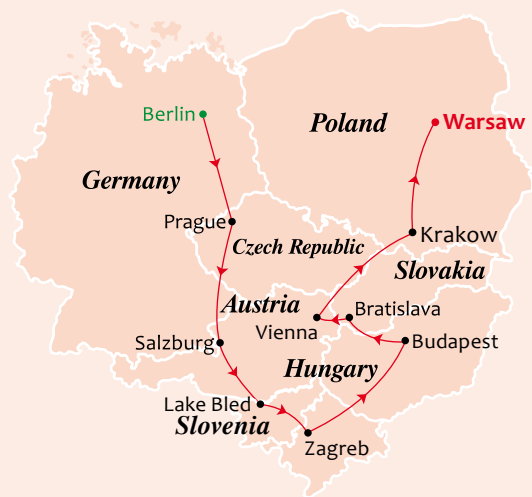 Berlin
Poland
Warsaw
Germany
Prague
Krakow
Czech Republic
Slovakia
Austria
Bratislava
Vienna
Salzburg
Budapest
Hungary
Lake Bled
Slovenia
Zagreb